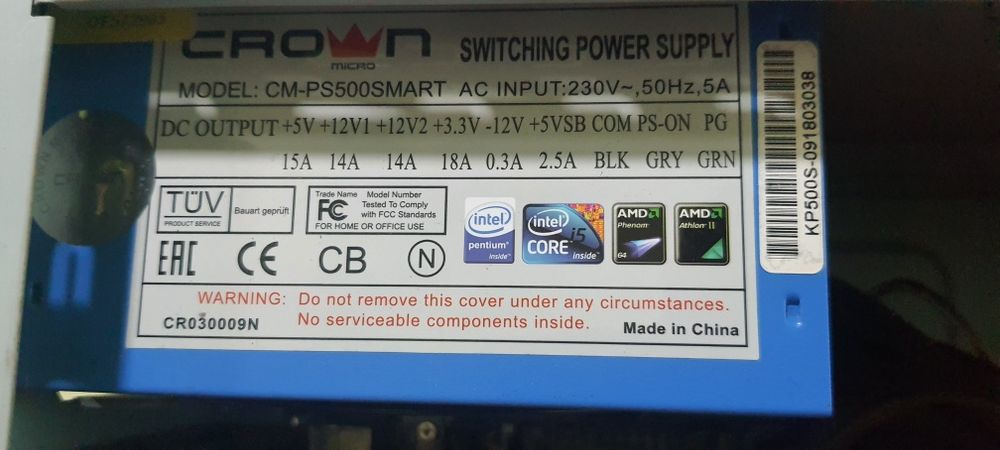 CROWN
MICRO
SWITCHING POWER SUPPLY
MODEL: CM-PS500SMART AC INPUT:230V~,50Hz,5A
DC OUTPUT +5V +12V1 +12V2 +3.3V -12V +5VSB COM PS-ON PG
15A 14A 14A 18A 0.3A 2.5A BLK GRY GRN
TÜV
PRODUCT SERVICE
Bauart geprüft
Trade Name Model Number
FC Tested To Comply
with FCC Standards
FOR HOME OR OFFICE USE
intel
pentium
inside
intel
CORE i5
inside
AMD
Phenom
64
AMD
Athlon II
EAC CE CB N
WARNING: Do not remove this cover under any circumstances.
No serviceable components inside.
CR030009N
Made in China
KP500S-091803038